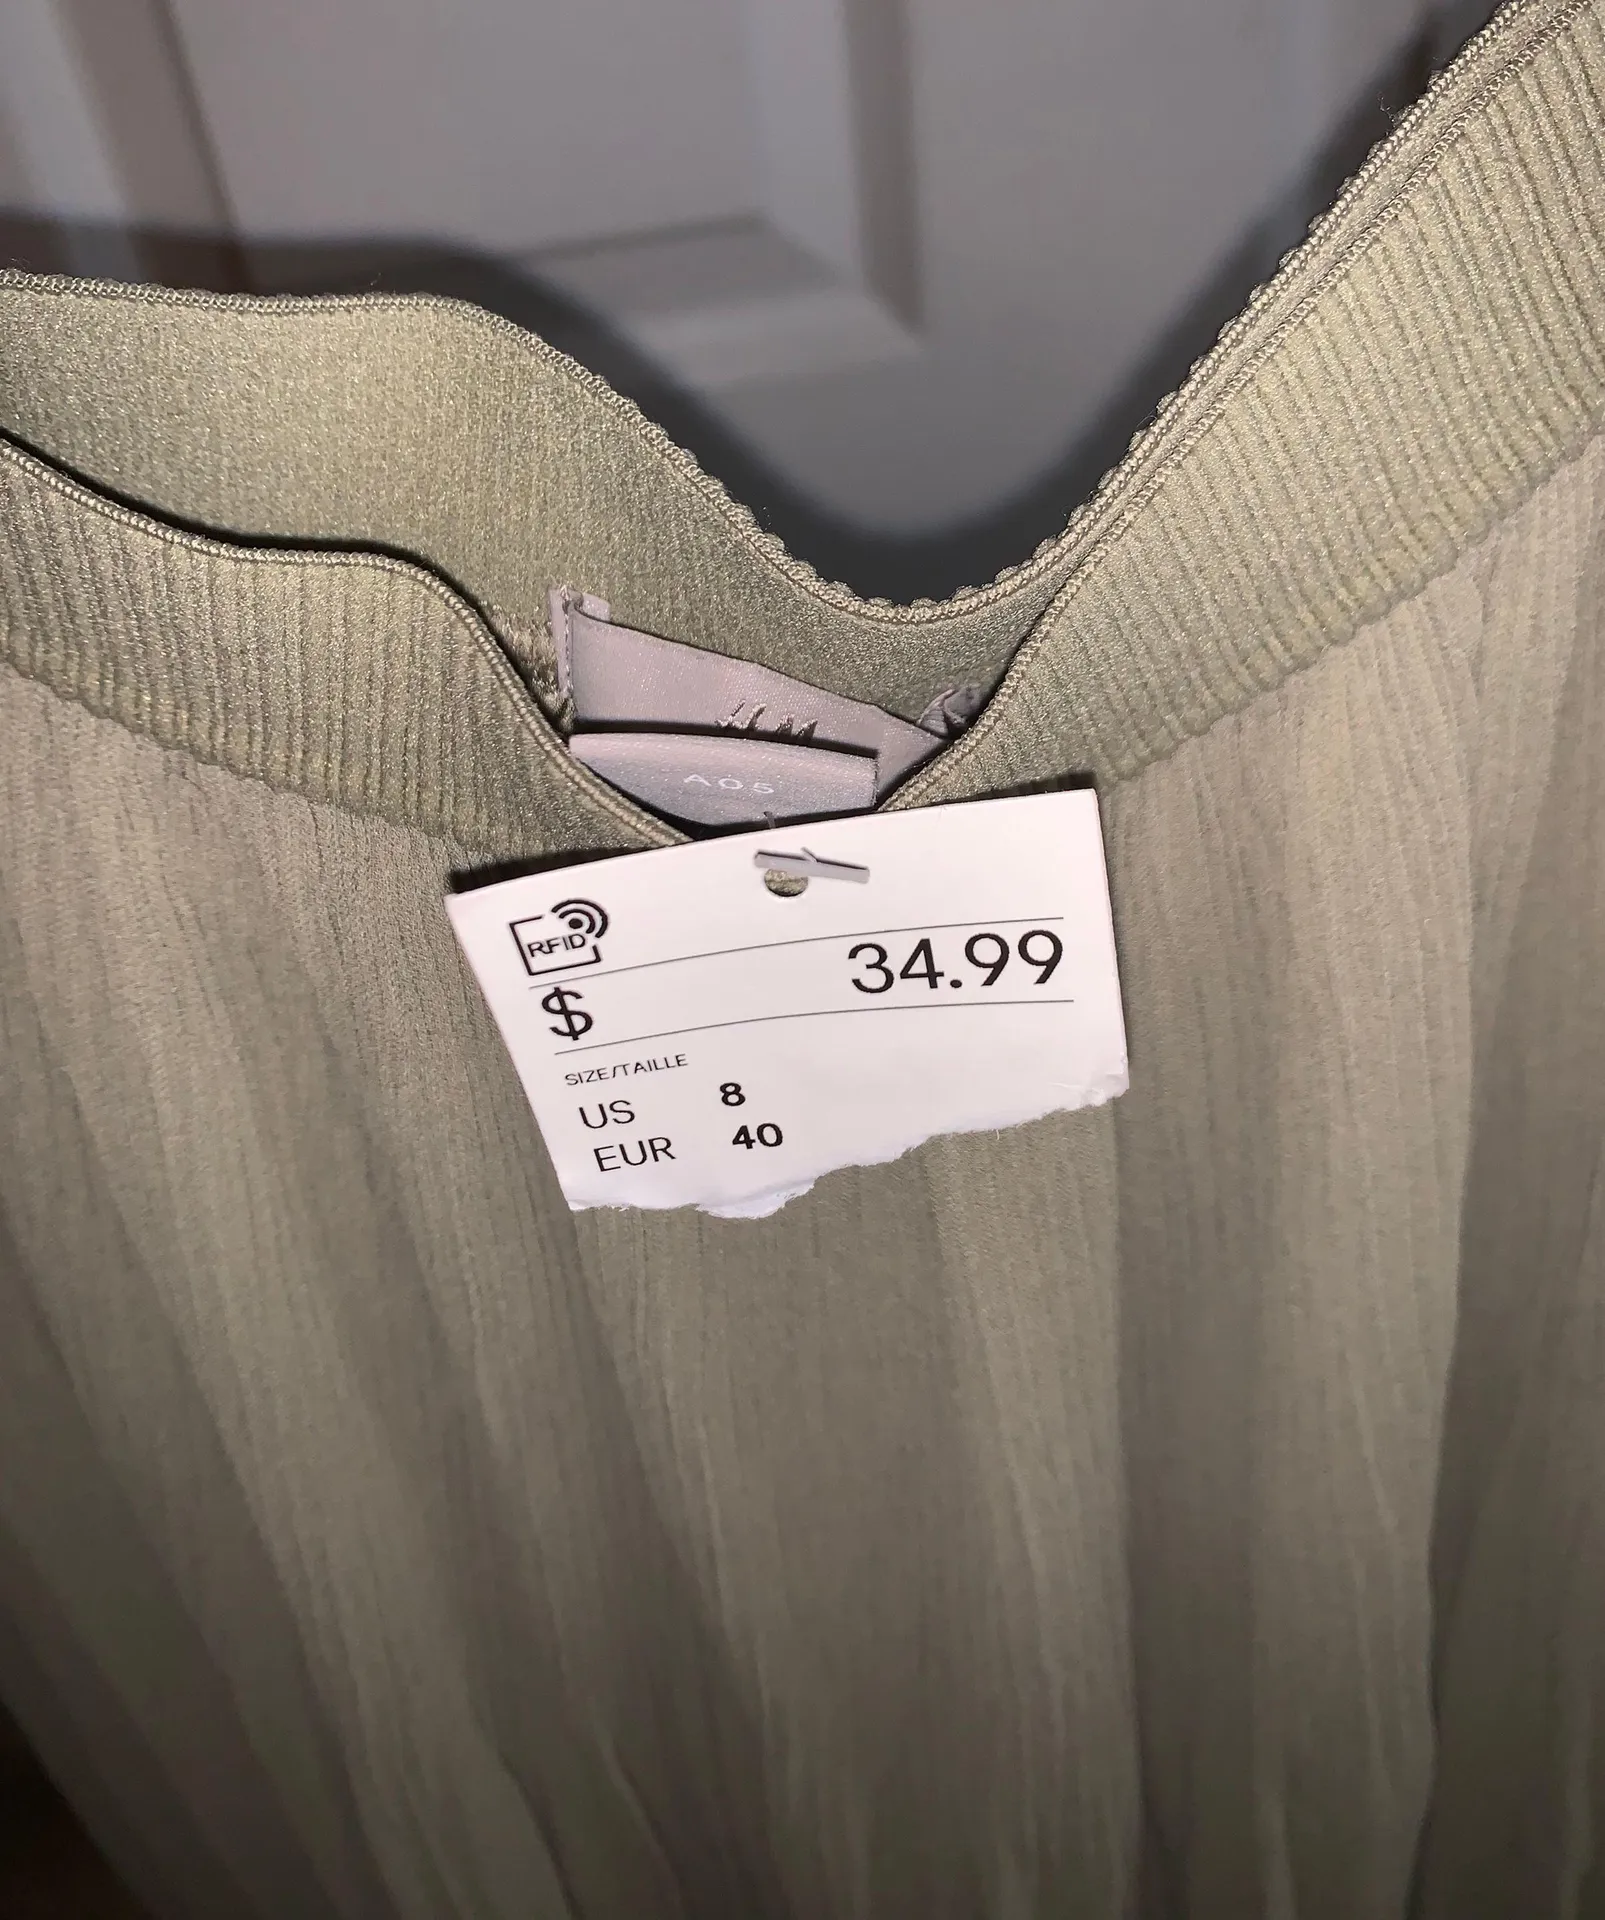 H&M
A05
RFID
$ 34.99
SIZE/TAILLE
US 8
EUR 40